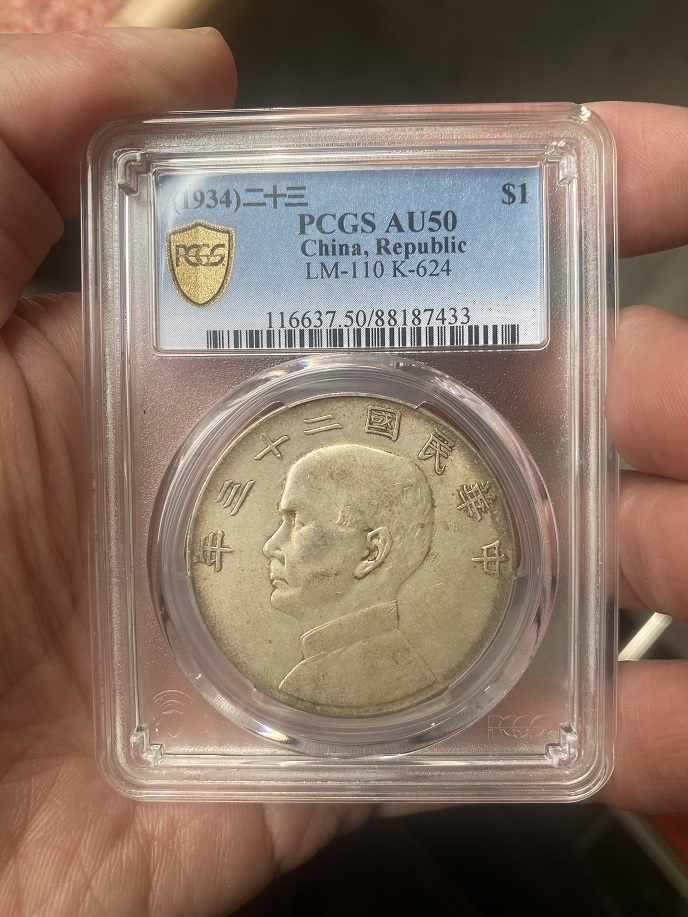 (1934)二十三 $1
PCGS AU50
China, Republic
LM-110 K-624
PCGS
116637.50/88187433
年三十二國民華中
PCGS